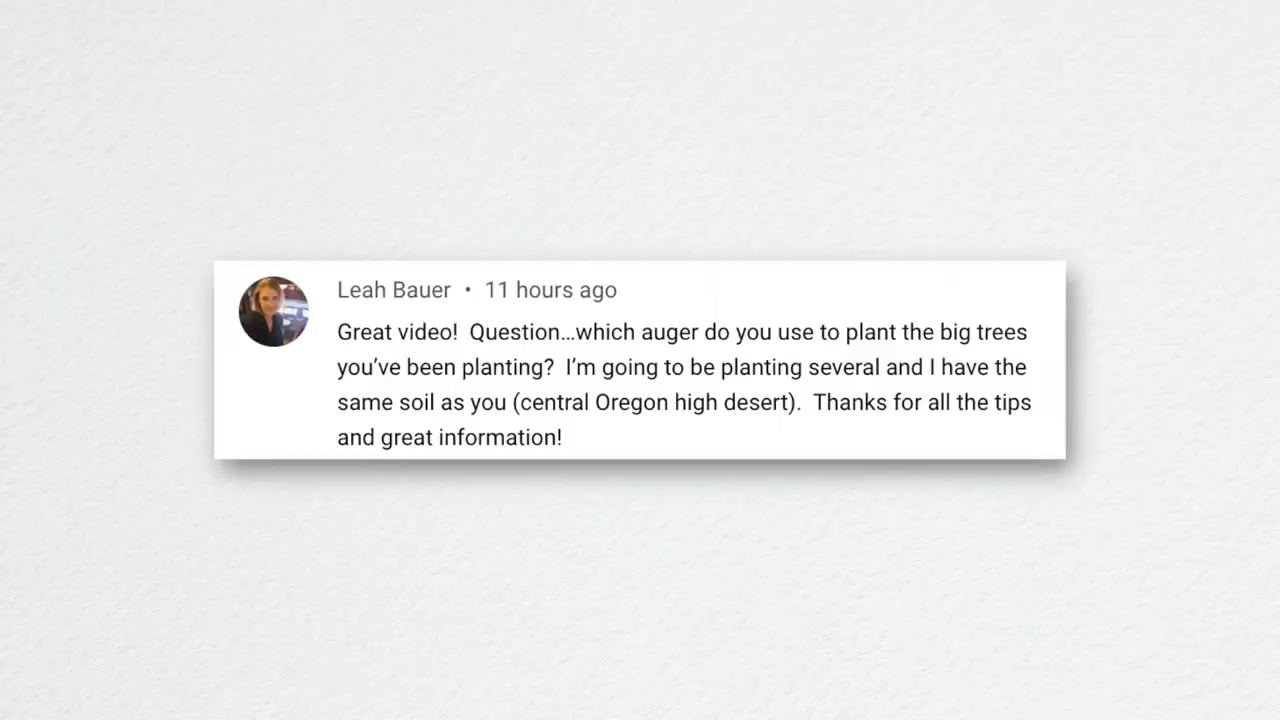 Leah Bauer • 11 hours ago
Great video!  Question...which auger do you use to plant the big trees
you’ve been planting?  I’m going to be planting several and I have the
same soil as you (central Oregon high desert).  Thanks for all the tips
and great information!